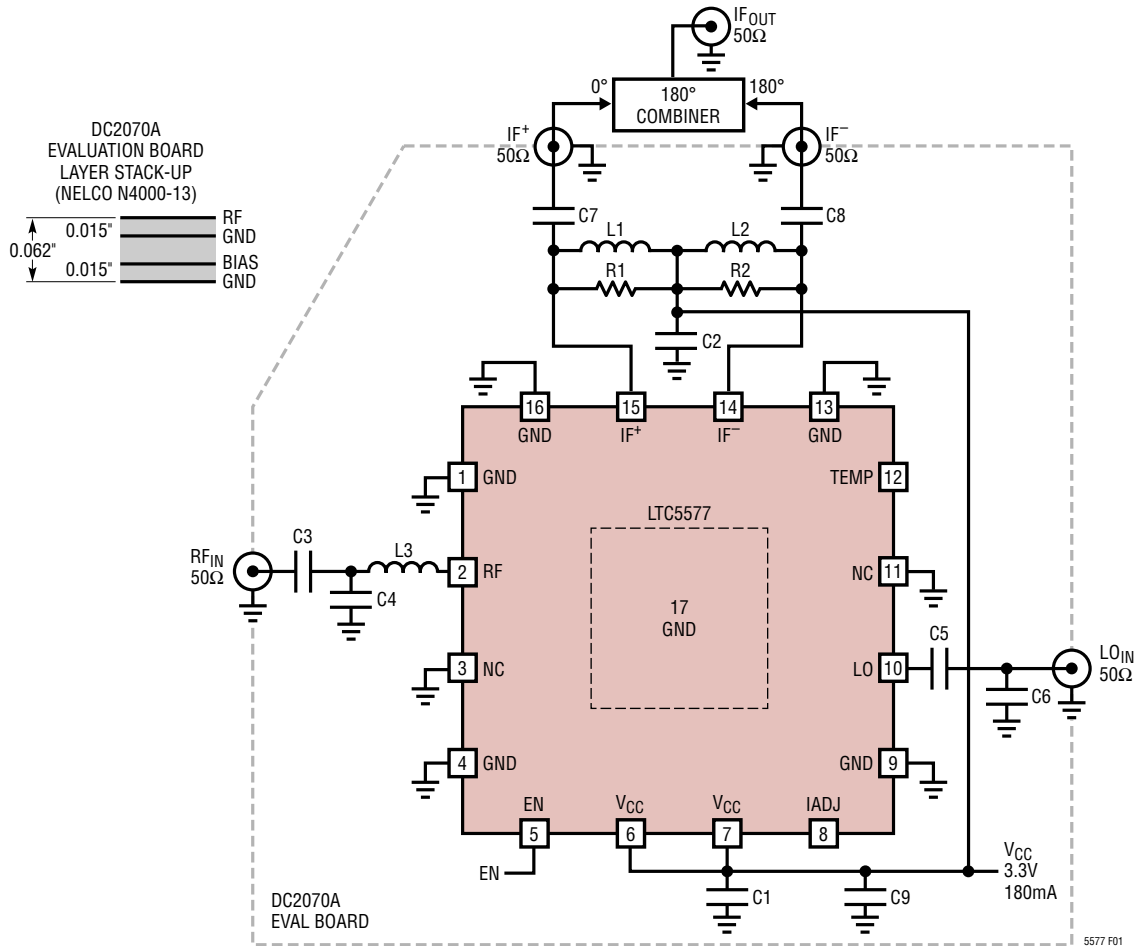 IFOUT
50Ω
0°
180°
COMBINER
180°
IF+
50Ω
IF−
50Ω
DC2070A
EVALUATION BOARD
LAYER STACK-UP
(NELCO N4000-13)
RF
0.015"
GND
0.062"
BIAS
0.015"
GND
C7
C8
L1
L2
R1
R2
C2
16
GND
15
IF+
14
IF−
13
GND
1
GND
TEMP
12
LTC5577
RFIN
50Ω
C3
L3
C4
2
RF
NC
11
17
GND
3
NC
LO
10
C5
C6
LOIN
50Ω
4
GND
GND
9
EN
5
VCC
6
VCC
7
IADJ
8
EN
C1
C9
VCC
3.3V
180mA
DC2070A
EVAL BOARD
5577 F01